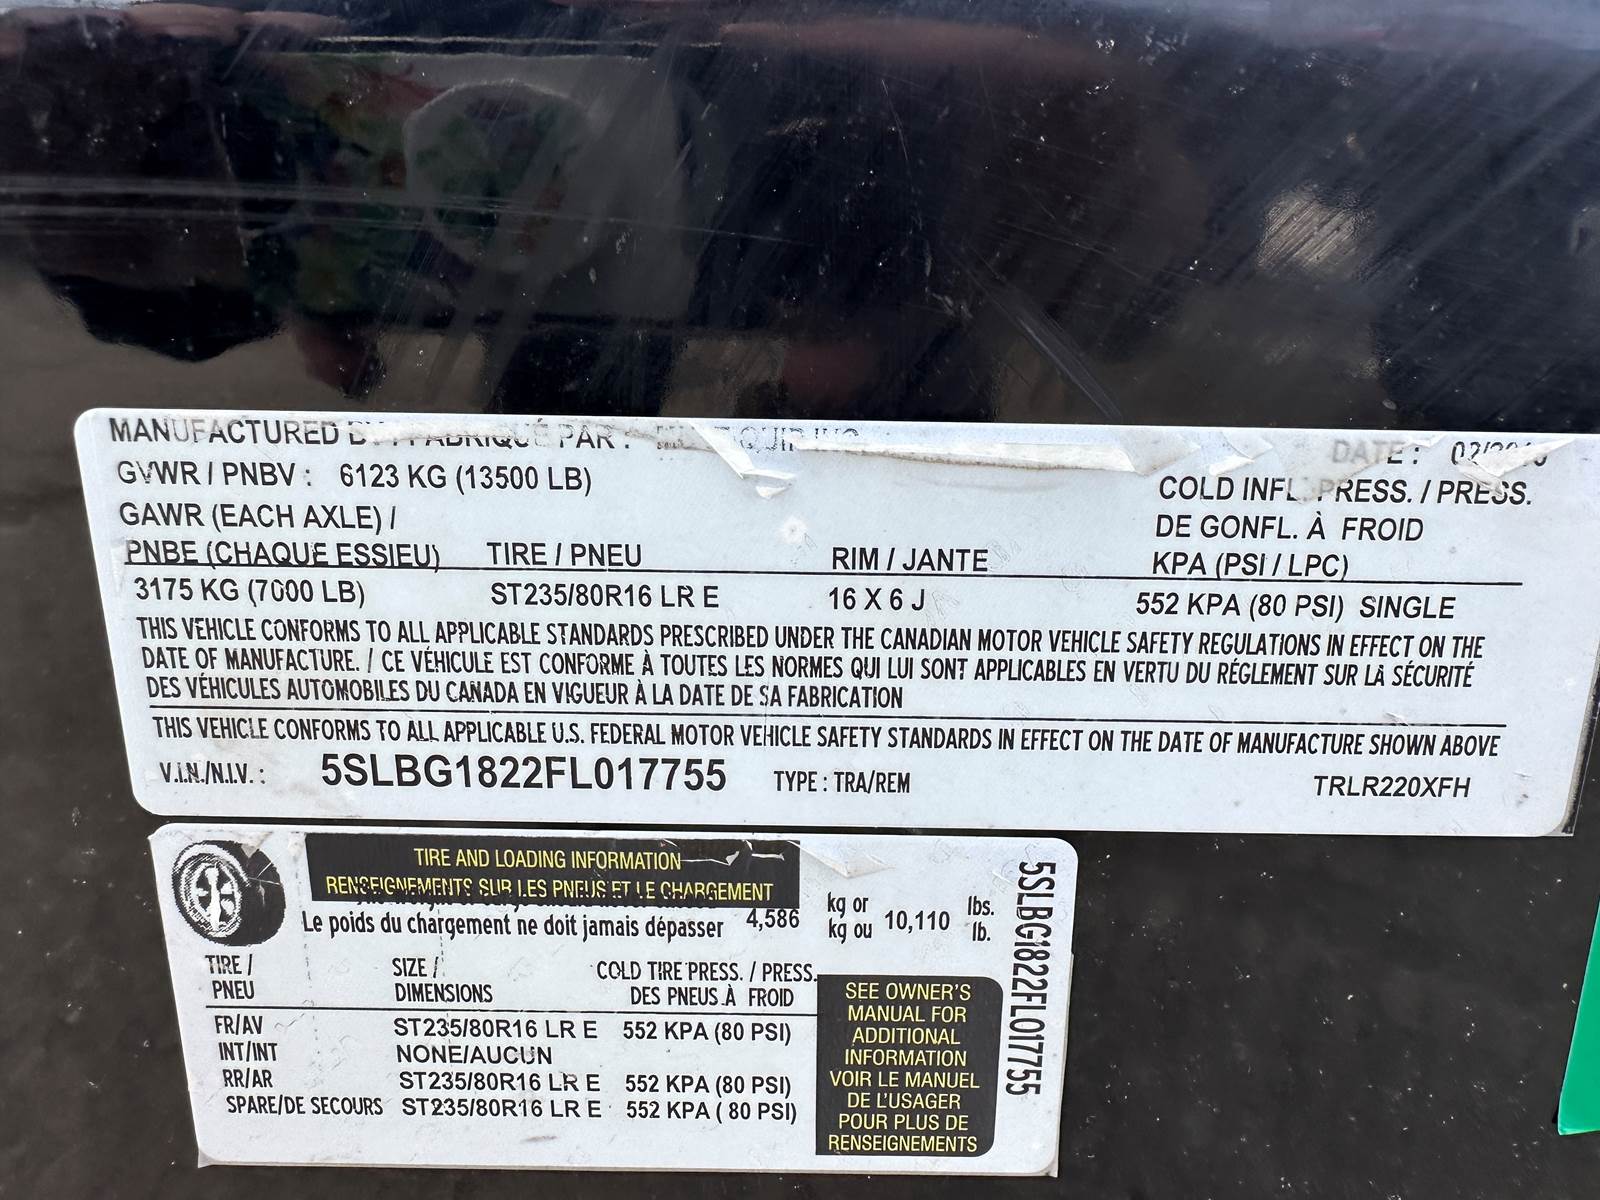 MANUFACTURED BY / FABRIQUÉ PAR :
DATE :
GVWR / PNBV : 6123 KG (13500 LB)
COLD INFL. PRESS. / PRESS.
GAWR (EACH AXLE) /
DE GONFL. À FROID
PNBE (CHAQUE ESSIEU) TIRE / PNEU RIM / JANTE KPA (PSI / LPC)
3175 KG (7000 LB) ST235/80R16 LR E 16 X 6 J 552 KPA (80 PSI) SINGLE
THIS VEHICLE CONFORMS TO ALL APPLICABLE STANDARDS PRESCRIBED UNDER THE CANADIAN MOTOR VEHICLE SAFETY REGULATIONS IN EFFECT ON THE
DATE OF MANUFACTURE. / CE VÉHICULE EST CONFORME À TOUTES LES NORMES QUI LUI SONT APPLICABLES EN VERTU DU RÉGLEMENT SUR LA SÉCURITÉ
DES VÉHICULES AUTOMOBILES DU CANADA EN VIGUEUR À LA DATE DE SA FABRICATION
THIS VEHICLE CONFORMS TO ALL APPLICABLE U.S. FEDERAL MOTOR VEHICLE SAFETY STANDARDS IN EFFECT ON THE DATE OF MANUFACTURE SHOWN ABOVE
V.I.N./N.I.V. : 5SLBG1822FL017755 TYPE : TRA/REM TRLR220XFH
TIRE AND LOADING INFORMATION
RENSEIGNEMENTS SUR LES PNEUS ET LE CHARGEMENT
Le poids du chargement ne doit jamais dépasser 4,586 kg or kg ou 10,110 lbs. lb.
TIRE / PNEU
SIZE / DIMENSIONS
COLD TIRE PRESS. / PRESS. DES PNEUS À FROID
FR/AV ST235/80R16 LR E 552 KPA (80 PSI)
INT/INT NONE/AUCUN
RR/AR ST235/80R16 LR E 552 KPA (80 PSI)
SPARE/DE SECOURS ST235/80R16 LR E 552 KPA ( 80 PSI)
SEE OWNER'S
MANUAL FOR
ADDITIONAL
INFORMATION
VOIR LE MANUEL
DE L'USAGER
POUR PLUS DE
RENSEIGNEMENTS
5SLBG1822FL017755